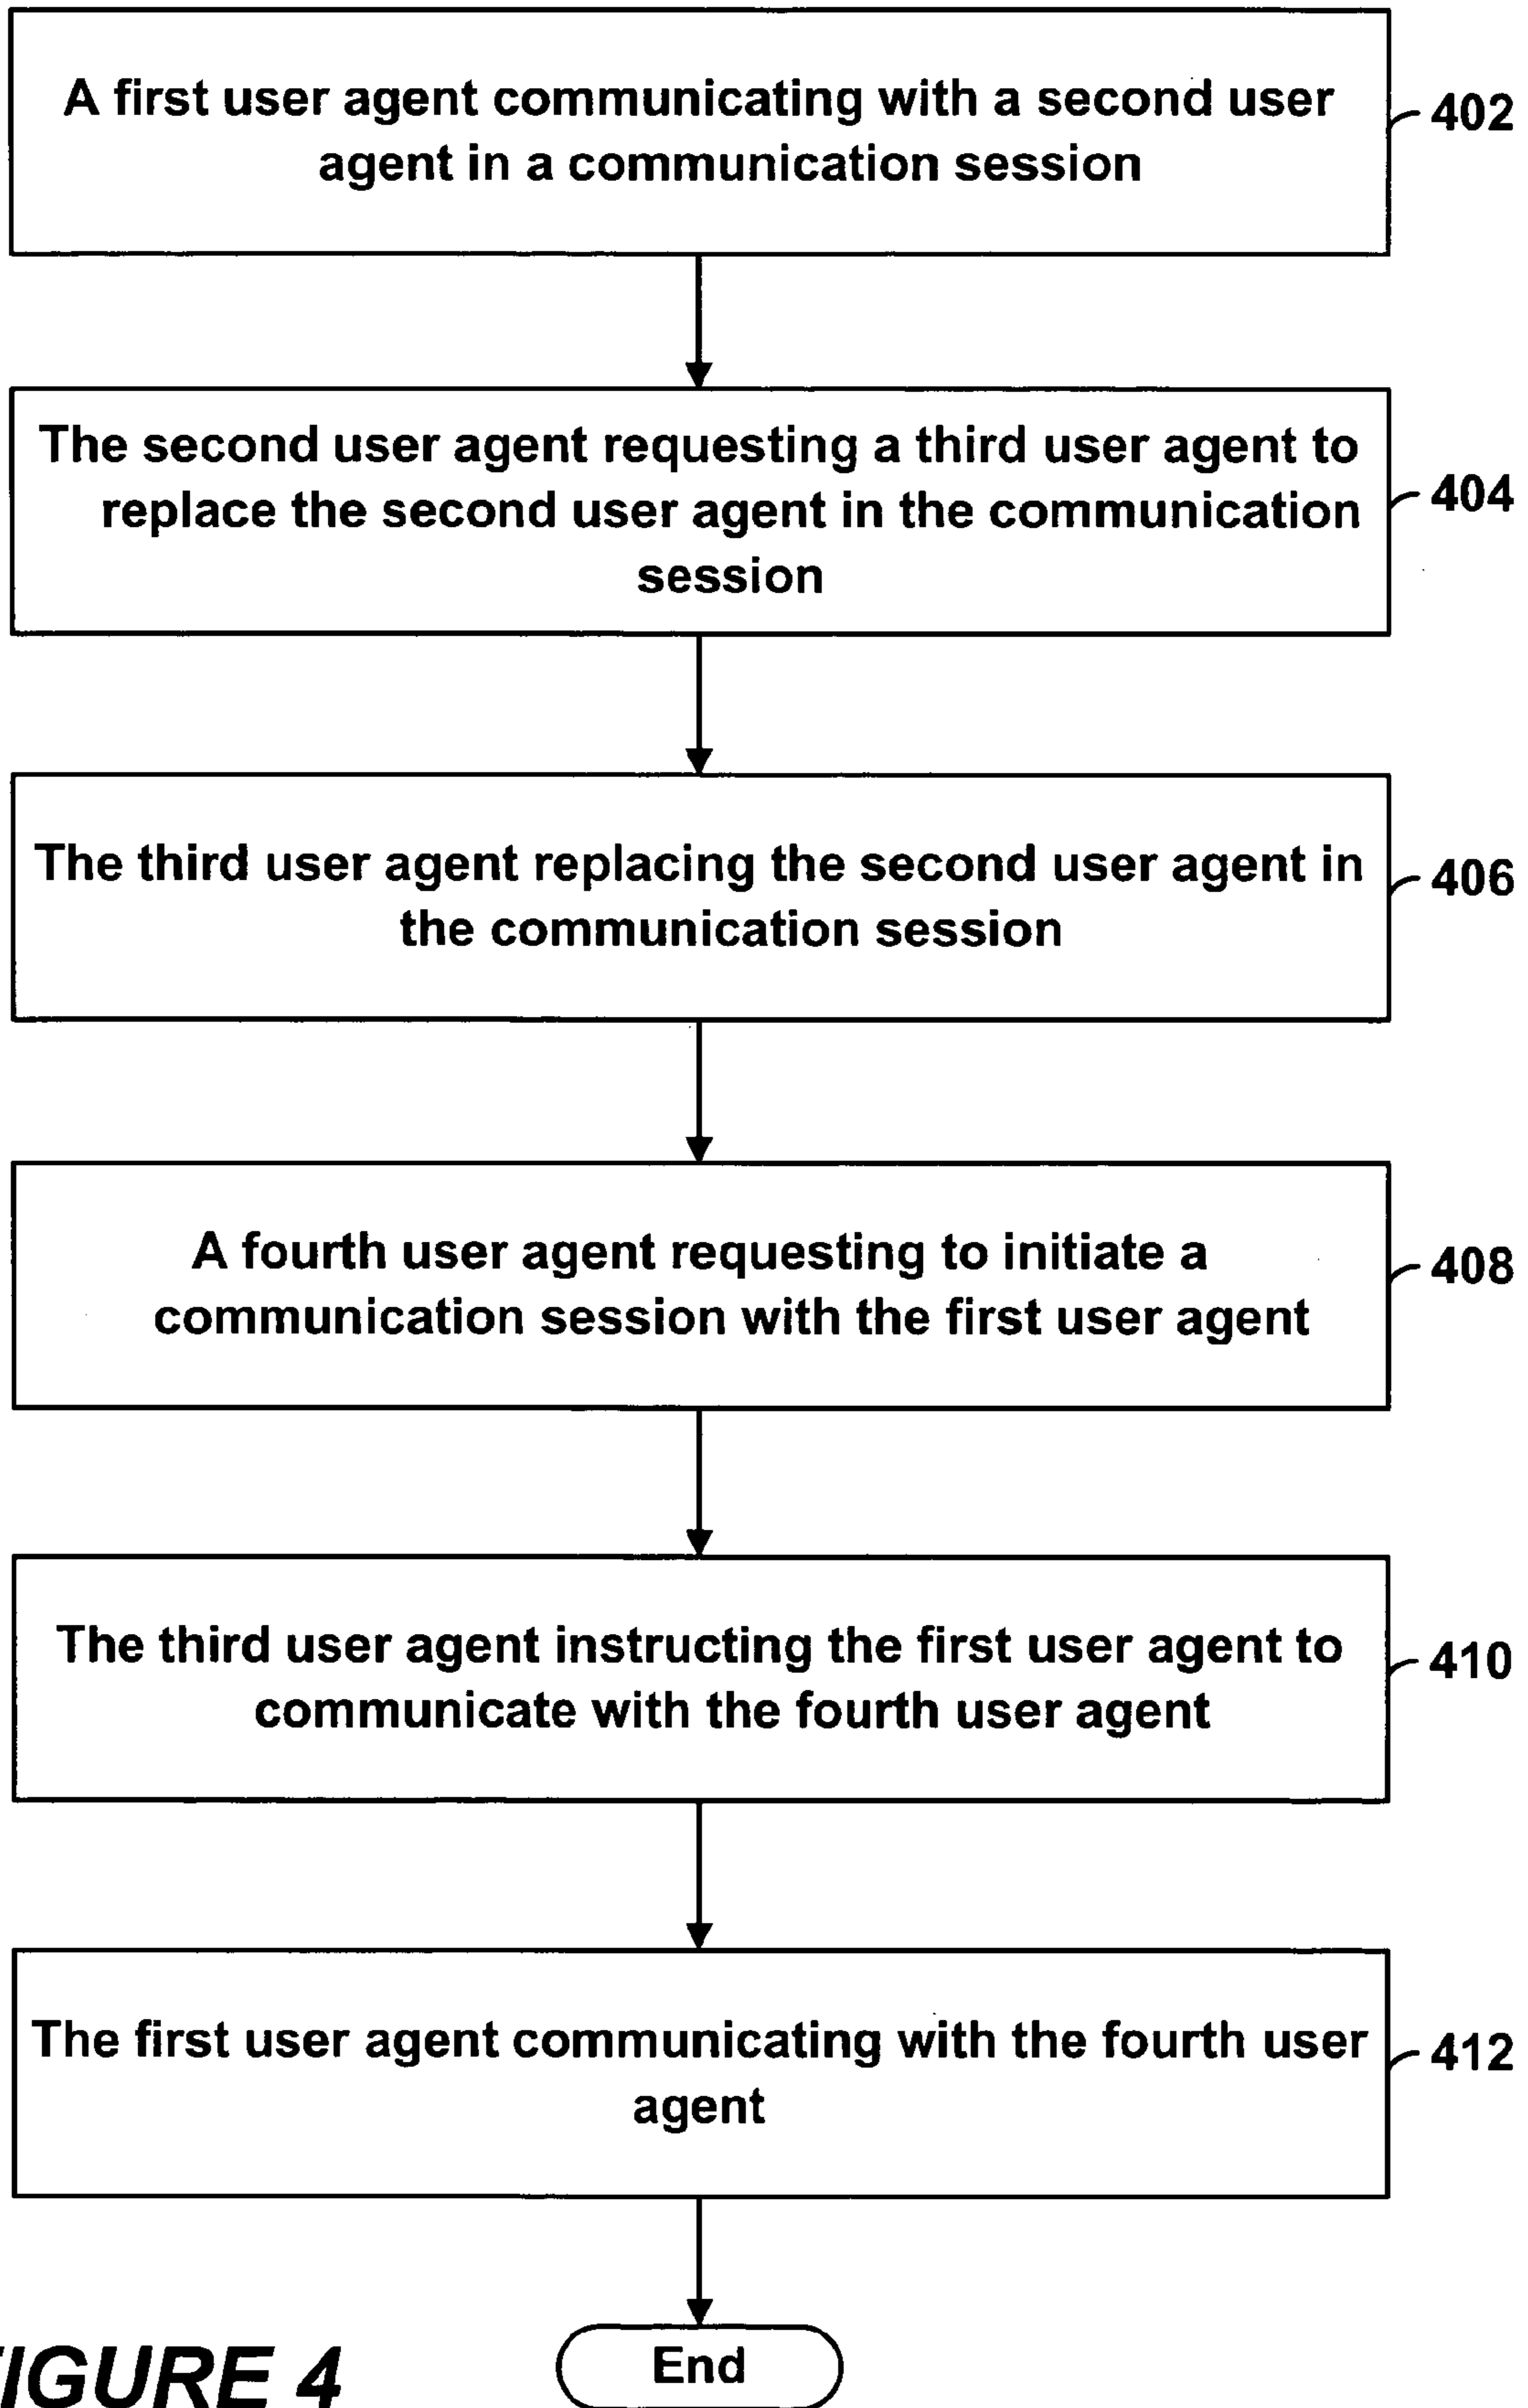 A first user agent communicating with a second user
agent in a communication session
402
The second user agent requesting a third user agent to
replace the second user agent in the communication
session
404
The third user agent replacing the second user agent in
the communication session
406
A fourth user agent requesting to initiate a
communication session with the first user agent
408
The third user agent instructing the first user agent to
communicate with the fourth user agent
410
The first user agent communicating with the fourth user
agent
412
End
FIGURE 4